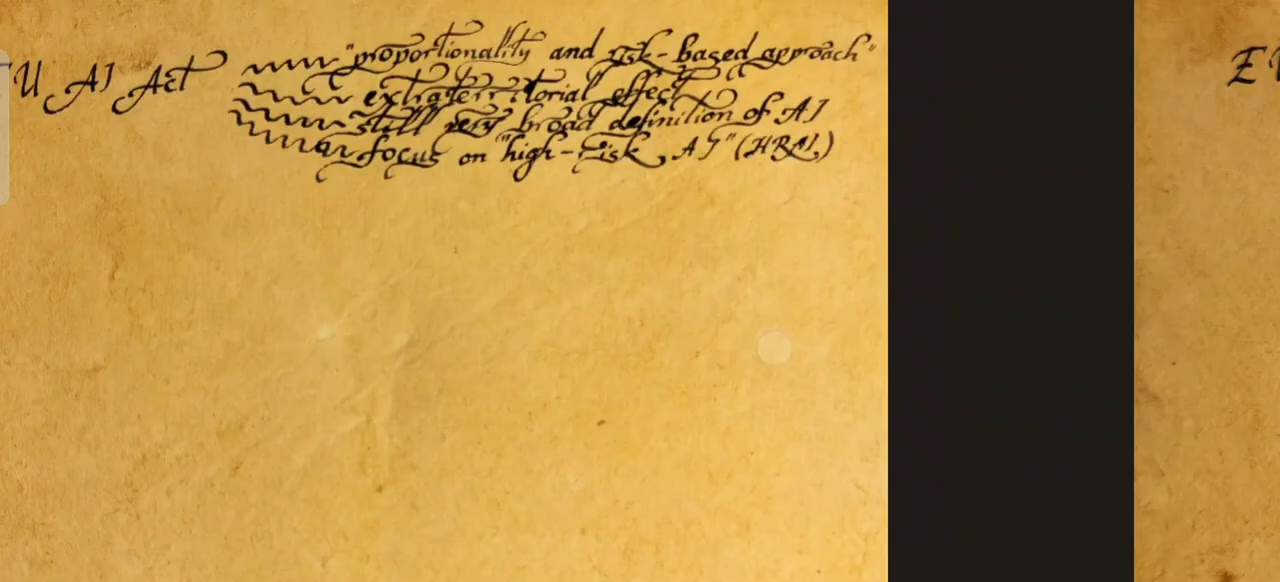 U AI Act
"proportionality and risk-based approach"
extraterritorial effect
still very broad definition of AI
focus on "high-risk AI" (HRAI)
E